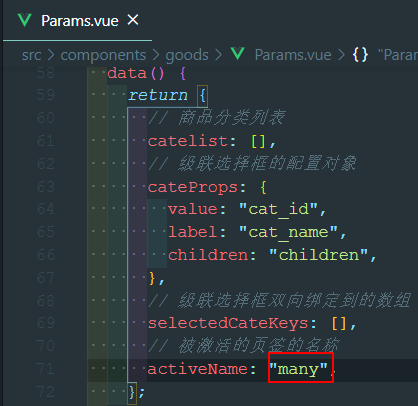 Params.vue ×
src > components > goods > Params.vue > {} "Para
58 data() {
59 return {
60 // 商品分类列表
61 catelist: [],
62 // 级联选择框的配置对象
63 cateProps: {
64 value: "cat_id",
65 label: "cat_name",
66 children: "children",
67 },
68 // 级联选择框双向绑定到的数组
69 selectedCateKeys: [],
70 // 被激活的页签的名称
71 activeName: "many",
72 };